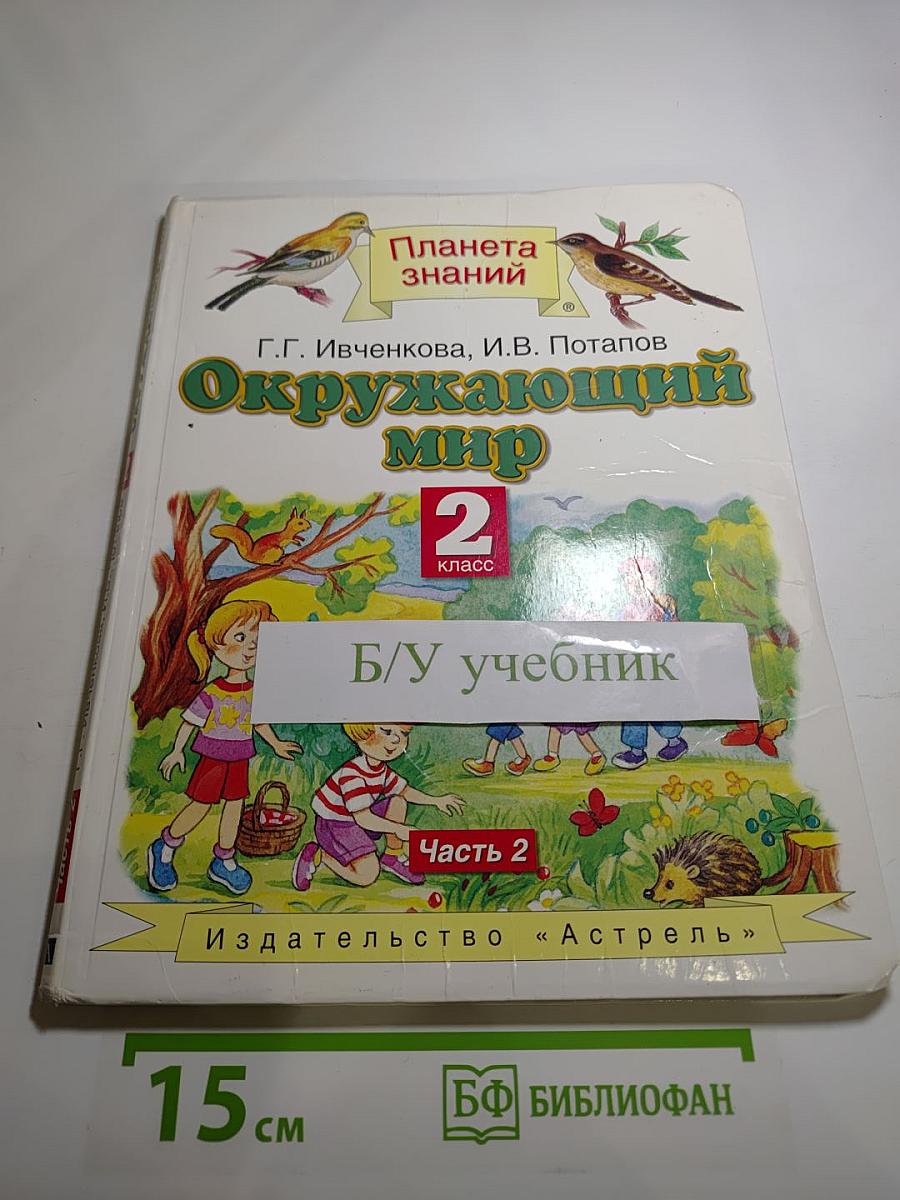 Планета
знаний
®
Г.Г. Ивченкова, И.В. Потапов
Окружающий
мир
2
класс
Б/У учебник
Часть 2
Издательство «Астрель»
15 см
БФ БИБЛИОФАН